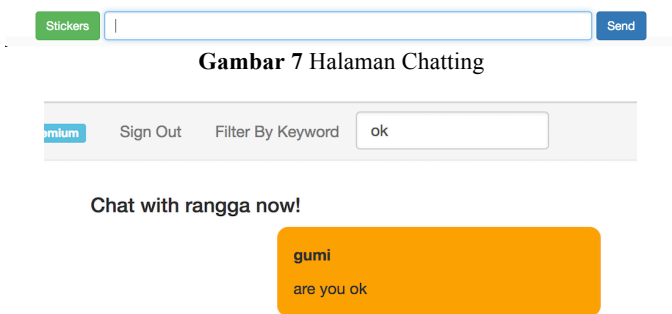 Stickers Send
Gambar 7 Halaman Chatting
emium Sign Out Filter By Keyword ok
Chat with rangga now!
gumi
are you ok